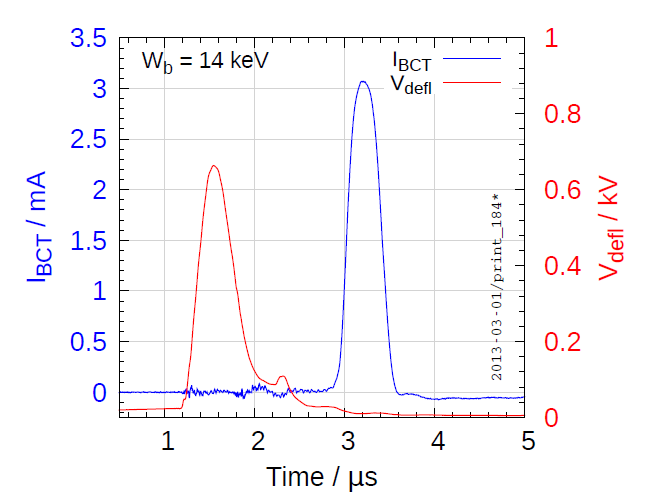 W_b = 14 keV
I_BCT
V_defl
3.5
3
2.5
2
1.5
1
0.5
0
I_BCT / mA
1
0.8
0.6
0.4
0.2
0
V_defl / kV
2013-03-01/print_184*
1 2 3 4 5
Time / µs